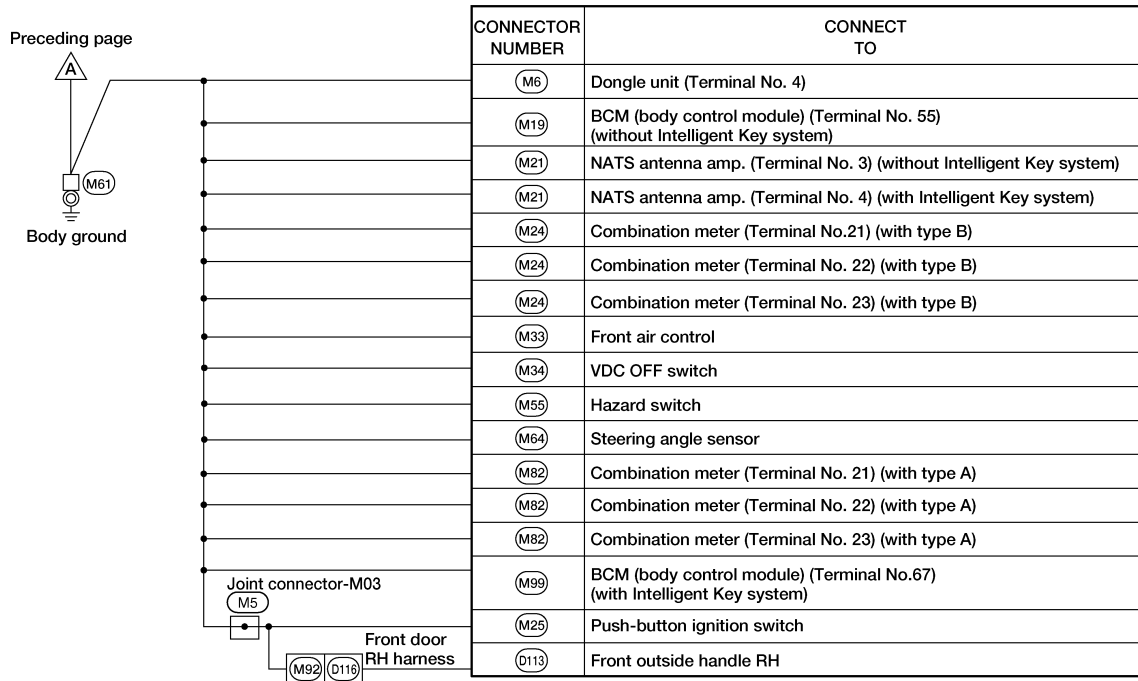 Preceding page
A
M61
Body ground
CONNECTOR
NUMBER
CONNECT
TO
M6 Dongle unit (Terminal No. 4)
M19 BCM (body control module) (Terminal No. 55)
(without Intelligent Key system)
M21 NATS antenna amp. (Terminal No. 3) (without Intelligent Key system)
M21 NATS antenna amp. (Terminal No. 4) (with Intelligent Key system)
M24 Combination meter (Terminal No.21) (with type B)
M24 Combination meter (Terminal No. 22) (with type B)
M24 Combination meter (Terminal No. 23) (with type B)
M33 Front air control
M34 VDC OFF switch
M55 Hazard switch
M64 Steering angle sensor
M82 Combination meter (Terminal No. 21) (with type A)
M82 Combination meter (Terminal No. 22) (with type A)
M82 Combination meter (Terminal No. 23) (with type A)
M99 BCM (body control module) (Terminal No.67)
(with Intelligent Key system)
Joint connector-M03
M5
M25 Push-button ignition switch
Front door
RH harness
M92 D116
D113 Front outside handle RH